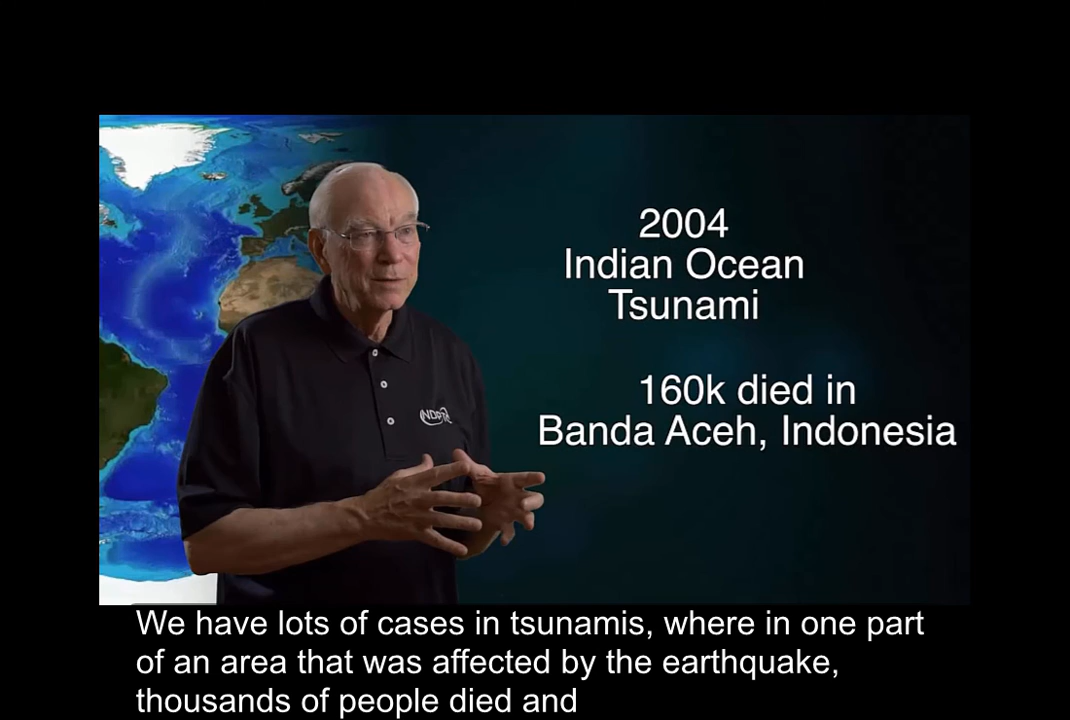 2004
Indian Ocean
Tsunami
160k died in
Banda Aceh, Indonesia
NDPTC
We have lots of cases in tsunamis, where in one part
of an area that was affected by the earthquake,
thousands of people died and